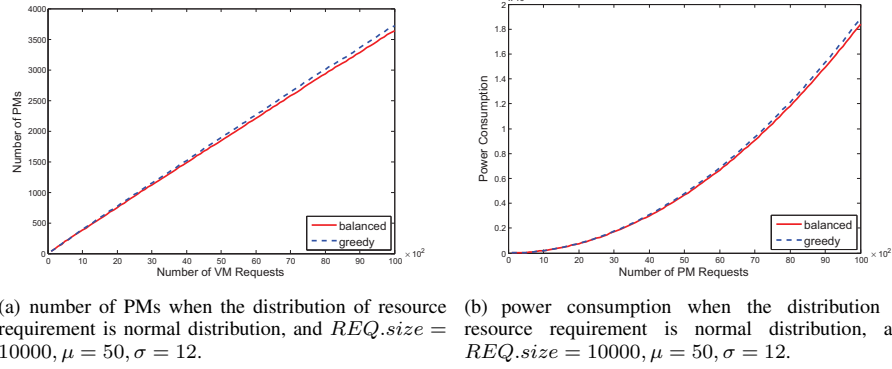 4000
3500
3000
2500
2000
1500
1000
500
0
Number of PMs
0 10 20 30 40 50 60 70 80 90 100
× 10²
Number of VM Requests
balanced
greedy
2
1.8
1.6
1.4
1.2
1
0.8
0.6
0.4
0.2
0
Power Consumption
0 10 20 30 40 50 60 70 80 90 100
× 10²
Number of PM Requests
balanced
greedy
(a) number of PMs when the distribution of resource
requirement is normal distribution, and REQ.size =
10000, μ = 50, σ = 12.
(b) power consumption when the distribution
resource requirement is normal distribution, a
REQ.size = 10000, μ = 50, σ = 12.